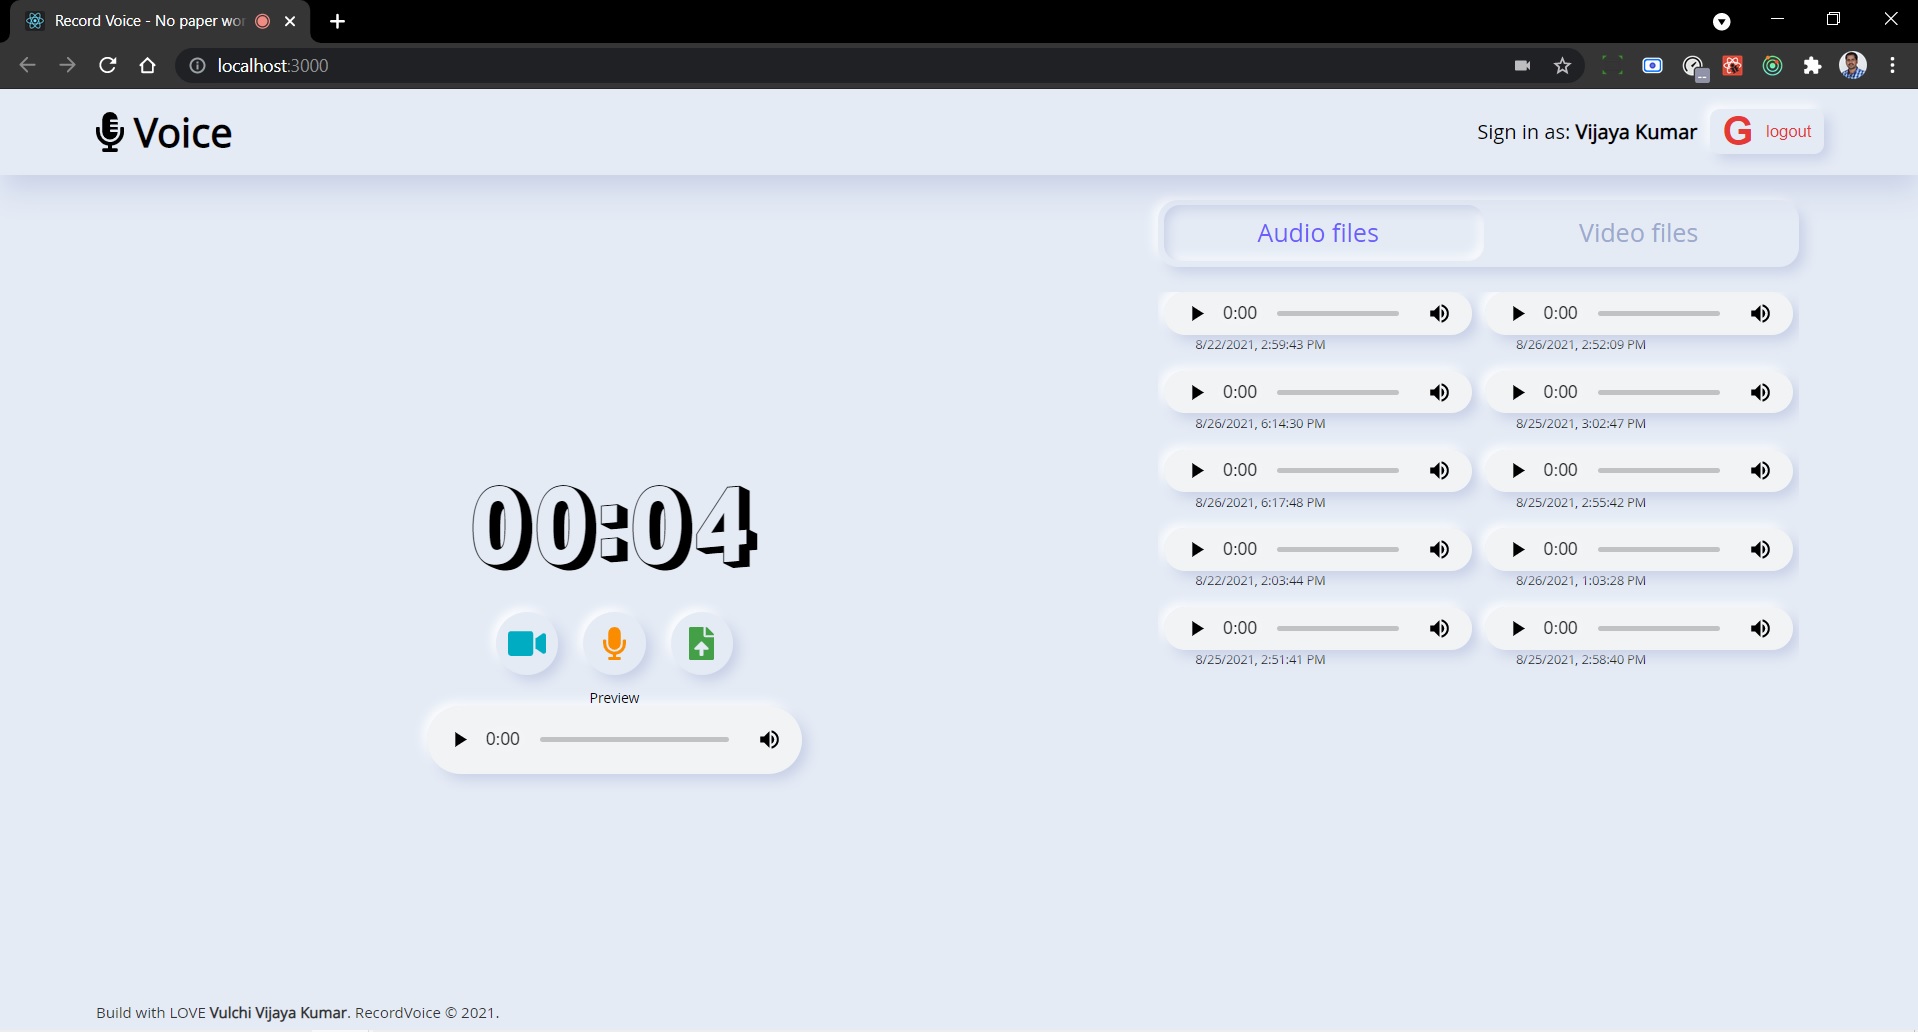 Record Voice - No paper wor
localhost:3000
Voice
Sign in as: Vijaya Kumar G logout
Audio files Video files
0:00 0:00
8/22/2021, 2:59:43 PM 8/26/2021, 2:52:09 PM
0:00 0:00
8/26/2021, 6:14:30 PM 8/25/2021, 3:02:47 PM
0:00 0:00
8/26/2021, 6:17:48 PM 8/25/2021, 2:55:42 PM
0:00 0:00
8/22/2021, 2:03:44 PM 8/26/2021, 1:03:28 PM
0:00 0:00
8/25/2021, 2:51:41 PM 8/25/2021, 2:58:40 PM
00:04
Preview
0:00
Build with LOVE Vulchi Vijaya Kumar. RecordVoice © 2021.